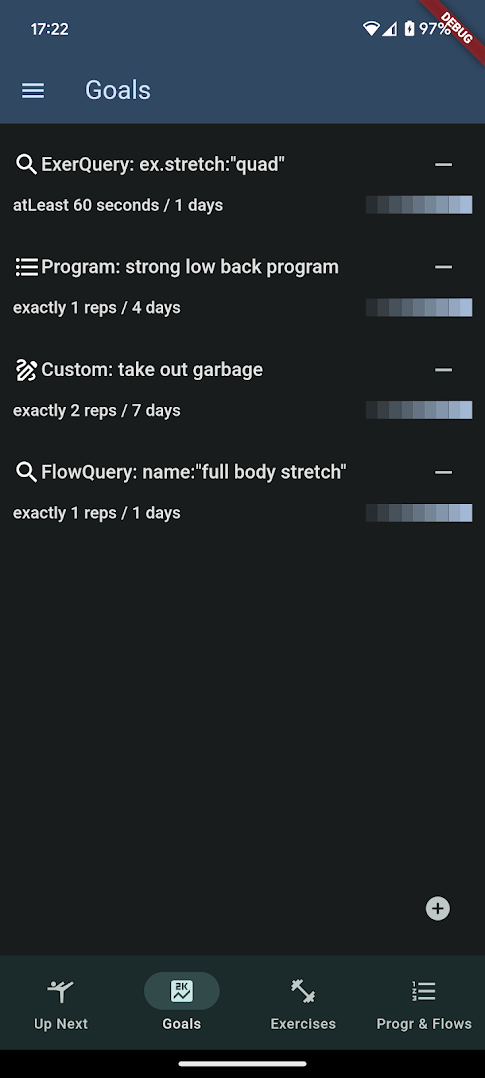 17:22
97%
DEBUG
Goals
ExerQuery: ex.stretch:"quad"
atLeast 60 seconds / 1 days
Program: strong low back program
exactly 1 reps / 4 days
Custom: take out garbage
exactly 2 reps / 7 days
FlowQuery: name:"full body stretch"
exactly 1 reps / 1 days
Up Next
Goals
Exercises
Progr & Flows